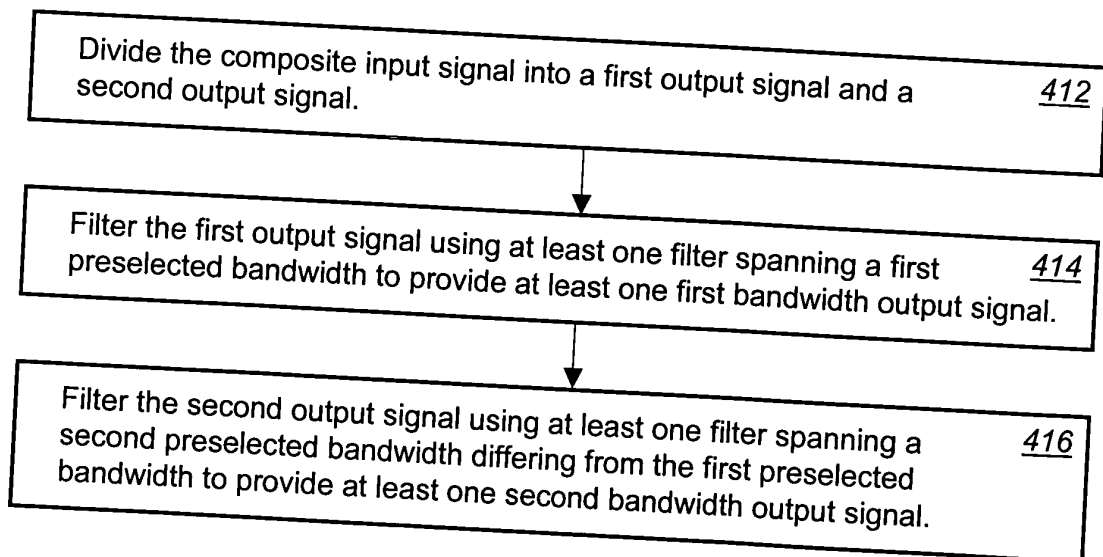 Divide the composite input signal into a first output signal and a 412
second output signal.
Filter the first output signal using at least one filter spanning a first 414
preselected bandwidth to provide at least one first bandwidth output signal.
Filter the second output signal using at least one filter spanning a 416
second preselected bandwidth differing from the first preselected
bandwidth to provide at least one second bandwidth output signal.